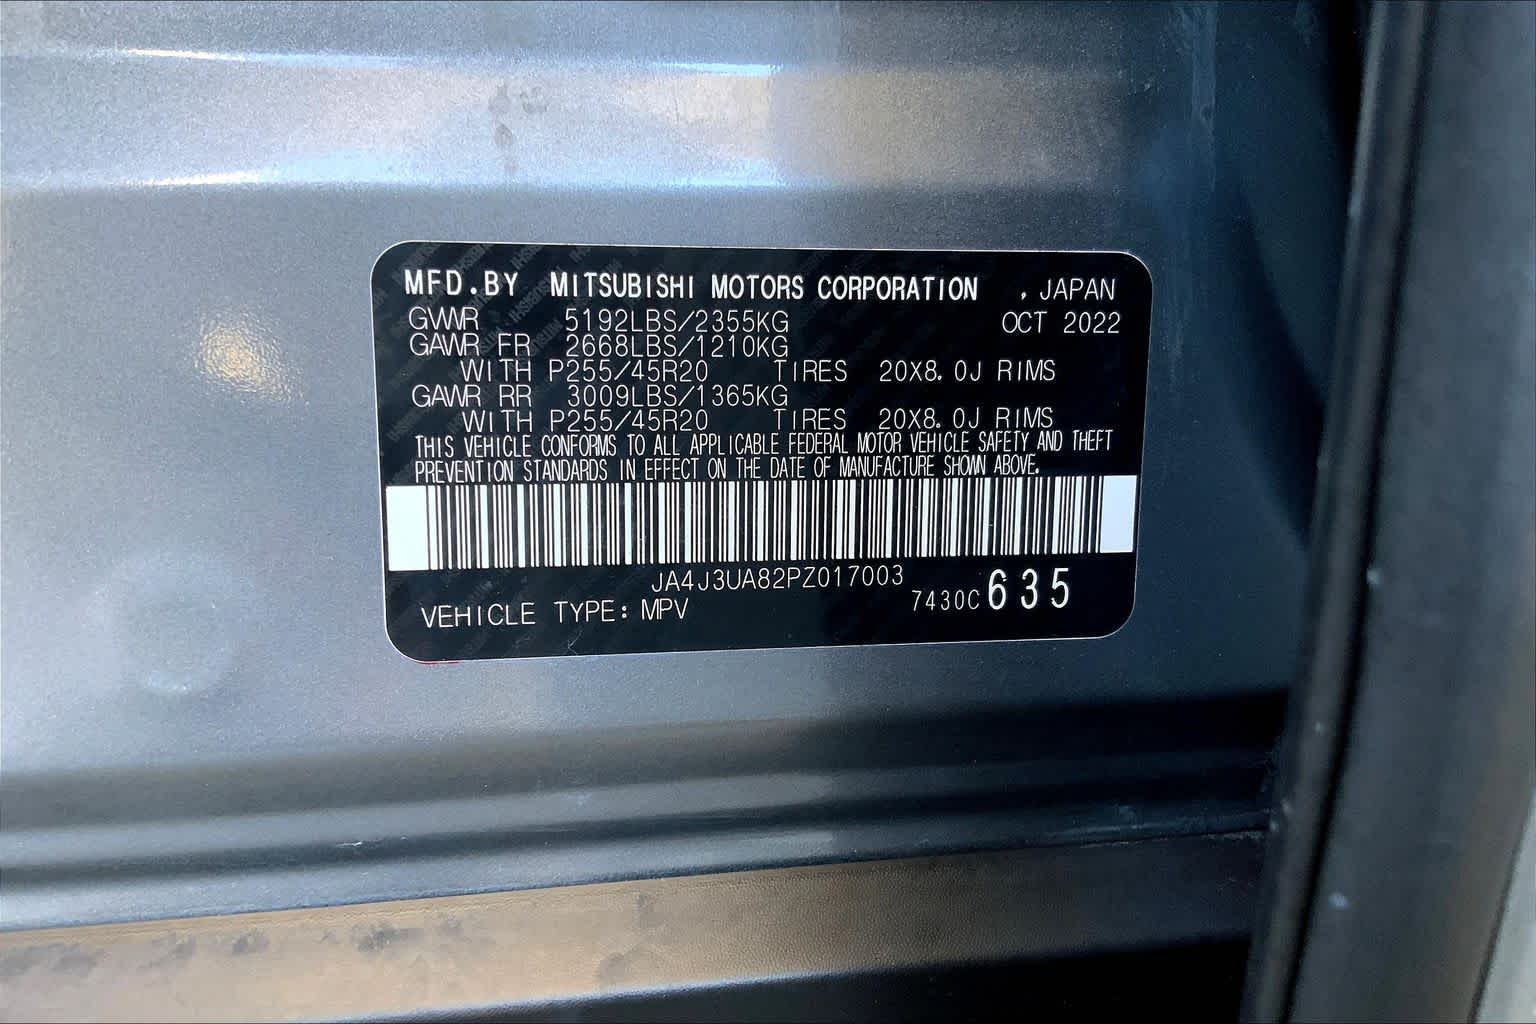 MFD.BY MITSUBISHI MOTORS CORPORATION , JAPAN
GVWR 5192LBS/2355KG OCT 2022
GAWR FR 2668LBS/1210KG
WITH P255/45R20 TIRES 20X8.0J RIMS
GAWR RR 3009LBS/1365KG
WITH P255/45R20 TIRES 20X8.0J RIMS
THIS VEHICLE CONFORMS TO ALL APPLICABLE FEDERAL MOTOR VEHICLE SAFETY AND THEFT
PREVENTION STANDARDS IN EFFECT ON THE DATE OF MANUFACTURE SHOWN ABOVE.
JA4J3UA82PZ017003
VEHICLE TYPE: MPV 7430C635